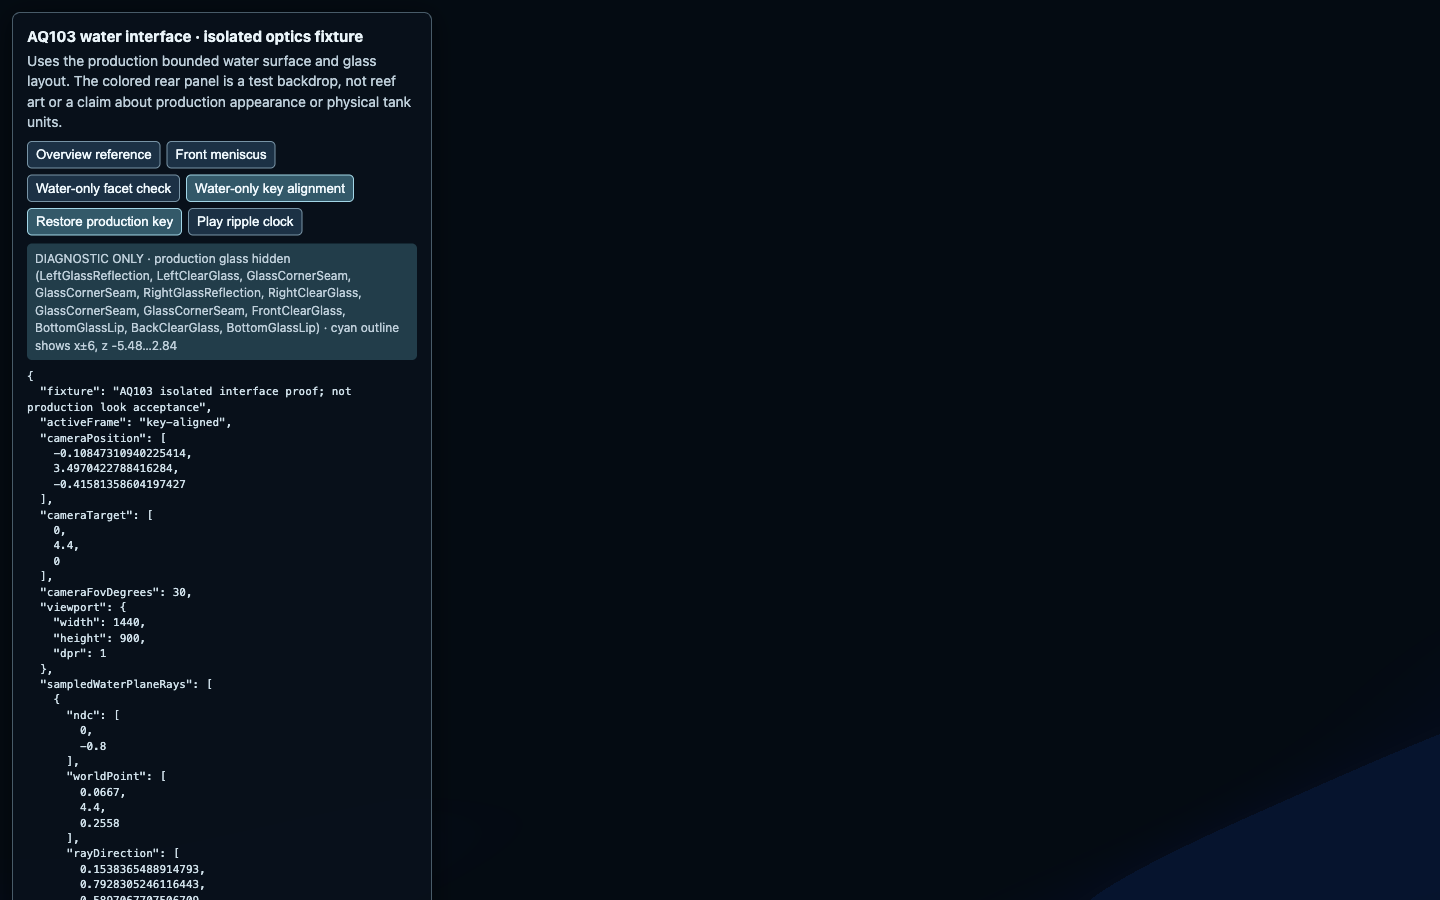 AQ103 water interface · isolated optics fixture
Uses the production bounded water surface and glass
layout. The colored rear panel is a test backdrop, not reef
art or a claim about production appearance or physical tank
units.
Overview reference
Front meniscus
Water-only facet check
Water-only key alignment
Restore production key
Play ripple clock
DIAGNOSTIC ONLY · production glass hidden
(LeftGlassReflection, LeftClearGlass, GlassCornerSeam,
GlassCornerSeam, RightGlassReflection, RightClearGlass,
GlassCornerSeam, GlassCornerSeam, FrontClearGlass,
BottomGlassLip, BackClearGlass, BottomGlassLip) · cyan outline
shows x±6, z -5.48…2.84
{
"fixture": "AQ103 isolated interface proof; not
production look acceptance",
"activeFrame": "key-aligned",
"cameraPosition": [
-0.10847310940225414,
3.4970422788416284,
-0.41581358604197427
],
"cameraTarget": [
0,
4.4,
0
],
"cameraFovDegrees": 30,
"viewport": {
"width": 1440,
"height": 900,
"dpr": 1
},
"sampledWaterPlaneRays": [
{
"ndc": [
0,
-0.8
],
"worldPoint": [
0.0667,
4.4,
0.2558
],
"rayDirection": [
0.1538365488914793,
0.7928305246116443,